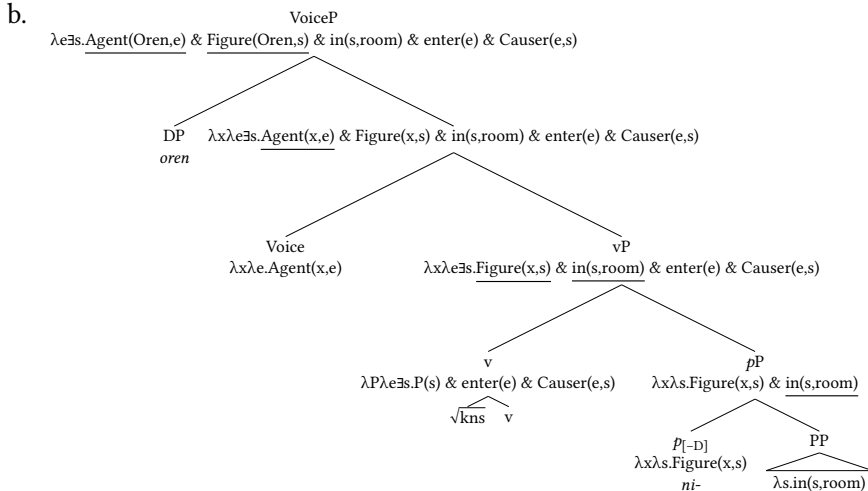 b.
VoiceP
λe∃s.Agent(Oren,e) & Figure(Oren,s) & in(s,room) & enter(e) & Causer(e,s)
DP
oren
λxλe∃s.Agent(x,e) & Figure(x,s) & in(s,room) & enter(e) & Causer(e,s)
Voice
λxλe.Agent(x,e)
vP
λxλe∃s.Figure(x,s) & in(s,room) & enter(e) & Causer(e,s)
v
λPλe∃s.P(s) & enter(e) & Causer(e,s)
√kns v
pP
λxλs.Figure(x,s) & in(s,room)
p[–D]
λxλs.Figure(x,s)
ni-
PP
λs.in(s,room)